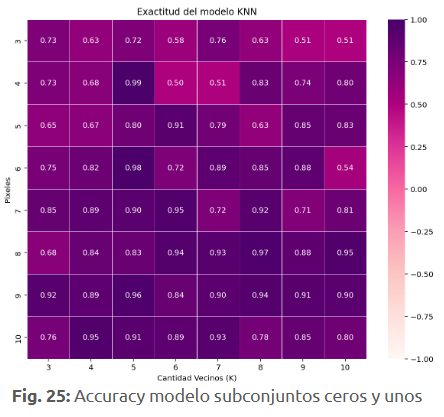 Exactitud del modelo KNN
3 0.73 0.63 0.72 0.58 0.76 0.63 0.51 0.51
4 0.73 0.68 0.99 0.50 0.51 0.83 0.74 0.80
5 0.65 0.67 0.80 0.91 0.79 0.63 0.85 0.83
6 0.75 0.82 0.98 0.72 0.89 0.85 0.88 0.54
7 0.85 0.89 0.90 0.95 0.72 0.92 0.71 0.81
8 0.68 0.84 0.83 0.94 0.93 0.97 0.88 0.95
9 0.92 0.89 0.96 0.84 0.90 0.94 0.91 0.90
10 0.76 0.95 0.91 0.89 0.93 0.78 0.85 0.80
Pixeles
3 4 5 6 7 8 9 10
Cantidad Vecinos (K)
1.00
0.75
0.50
0.25
0.00
−0.25
−0.50
−0.75
−1.00
Fig. 25: Accuracy modelo subconjuntos ceros y unos